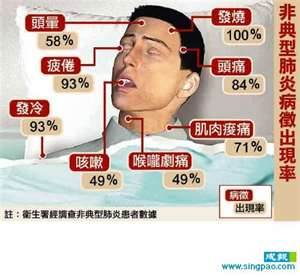 非典型肺炎病徵出現率
頭暈
58%
發燒
100%
疲倦
93%
頭痛
84%
發冷
93%
肌肉痠痛
71%
咳嗽
49%
喉嚨劇痛
49%
病徵
出現率
註：衞生署經調查非典型肺炎患者數據
成報
www.singpao.com